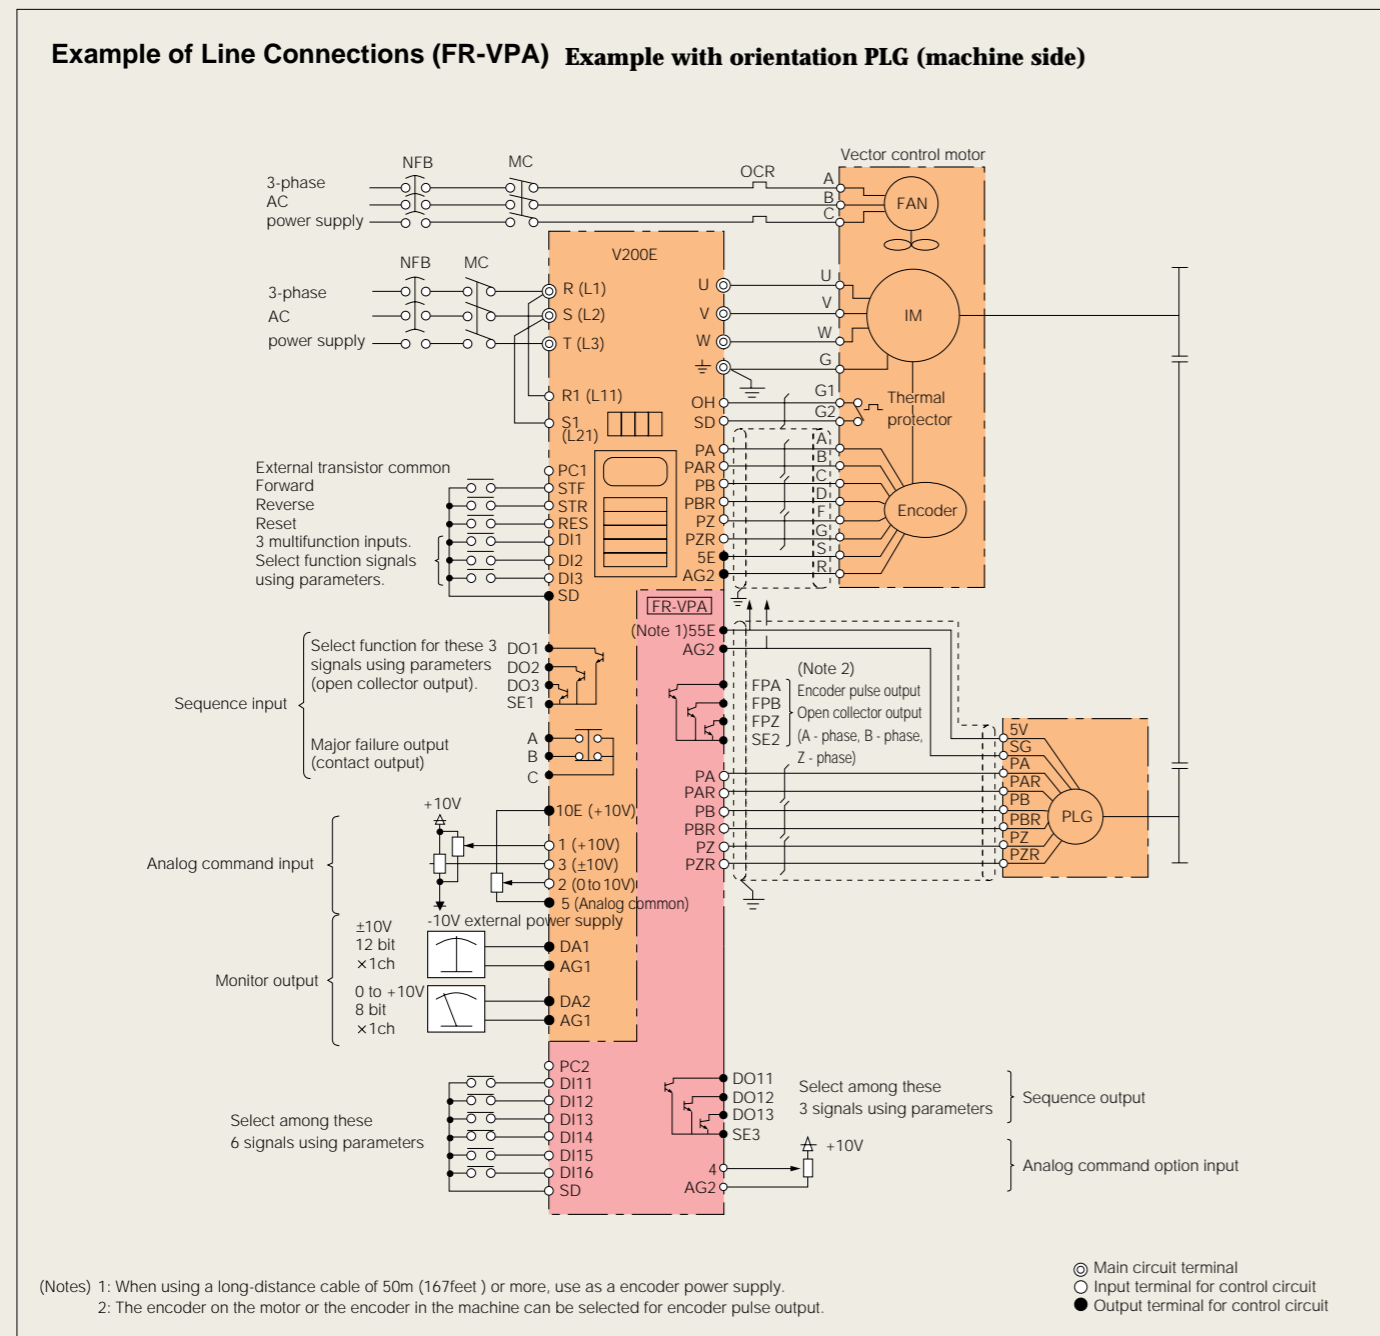 Example of Line Connections (FR-VPA) Example with orientation PLG (machine side)
Vector control motor
NFB
MC
OCR
3-phase
AC
power supply
A
B
C
FAN
V200E
NFB
MC
3-phase
AC
power supply
R (L1)
S (L2)
T (L3)
R1 (L11)
S1
(L21)
U
V
W
U
V
W
G
IM
OH
SD
G1
G2
Thermal
protector
PA
PAR
PB
PBR
PZ
PZR
5E
AG2
A
B
C
D
F
G
S
R
Encoder
External transistor common
Forward
Reverse
Reset
3 multifunction inputs.
Select function signals
using parameters.
PC1
STF
STR
RES
DI1
DI2
DI3
SD
FR-VPA
(Note 1)55E
AG2
Sequence input
Select function for these 3
signals using parameters
(open collector output).
DO1
DO2
DO3
SE1
Major failure output
(contact output)
A
B
C
FPA
FPB
FPZ
SE2
(Note 2)
Encoder pulse output
Open collector output
(A - phase, B - phase,
Z - phase)
PA
PAR
PB
PBR
PZ
PZR
5V
SG
PA
PAR
PB
PBR
PZ
PZR
PLG
Analog command input
+10V
10E (+10V)
1 (+10V)
3 (±10V)
2 (0 to 10V)
5 (Analog common)
-10V external power supply
Monitor output
±10V
12 bit
×1ch
DA1
AG1
0 to +10V
8 bit
×1ch
DA2
AG1
Select among these
6 signals using parameters
PC2
DI11
DI12
DI13
DI14
DI15
DI16
SD
DO11
DO12
DO13
SE3
Select among these
3 signals using parameters
Sequence output
4
AG2
+10V
Analog command option input
Main circuit terminal
Input terminal for control circuit
Output terminal for control circuit
(Notes) 1: When using a long-distance cable of 50m (167feet ) or more, use as a encoder power supply.
2: The encoder on the motor or the encoder in the machine can be selected for encoder pulse output.